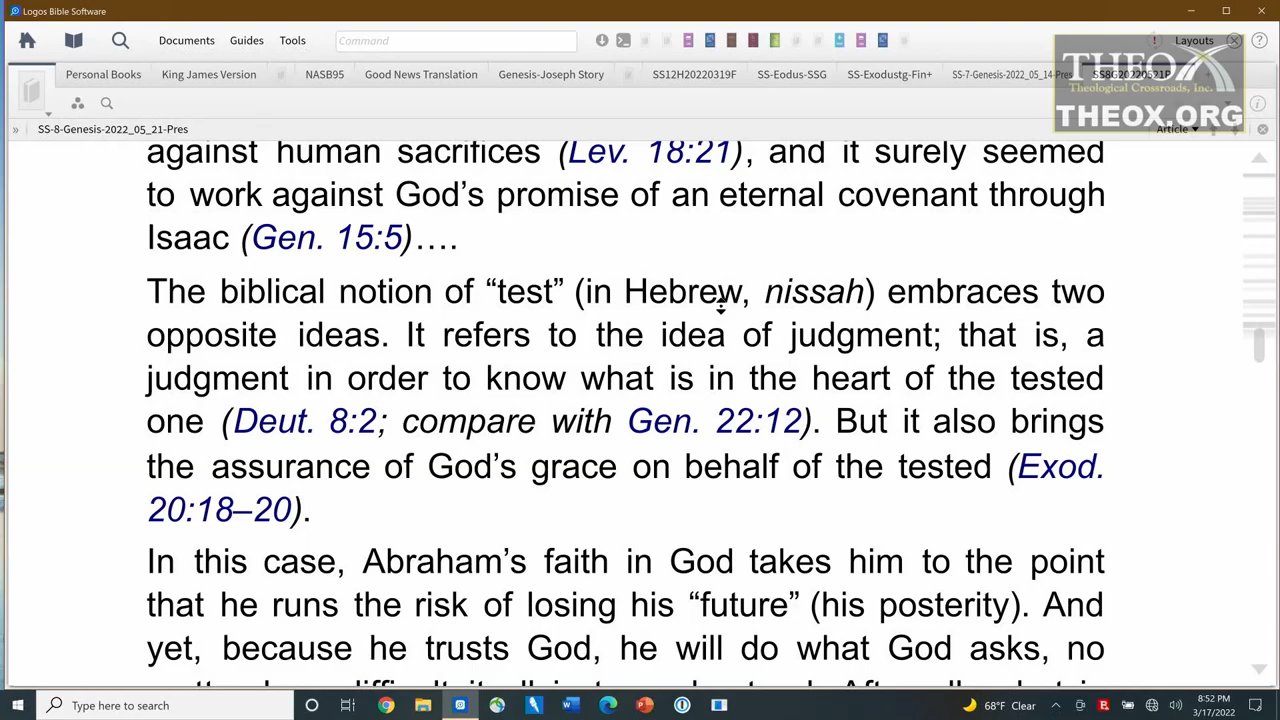 Logos Bible Software
Documents Guides Tools Command Layouts
Personal Books King James Version NASB95 Good News Translation Genesis-Joseph Story SS12H20220319F SS-Eodus-SSG SS-Exodustg-Fin+ SS-7-Genesis-2022_05_14-Pres SS8G20220521P
THEOX
Theological Crossroads, Inc.
THEOX.ORG
SS-8-Genesis-2022_05_21-Pres Article
against human sacrifices (Lev. 18:21), and it surely seemed
to work against God’s promise of an eternal covenant through
Isaac (Gen. 15:5)….
The biblical notion of “test” (in Hebrew, nissah) embraces two
opposite ideas. It refers to the idea of judgment; that is, a
judgment in order to know what is in the heart of the tested
one (Deut. 8:2; compare with Gen. 22:12). But it also brings
the assurance of God’s grace on behalf of the tested (Exod.
20:18–20).
In this case, Abraham’s faith in God takes him to the point
that he runs the risk of losing his “future” (his posterity). And
yet, because he trusts God, he will do what God asks, no
Type here to search
68°F Clear
8:52 PM
3/17/2022